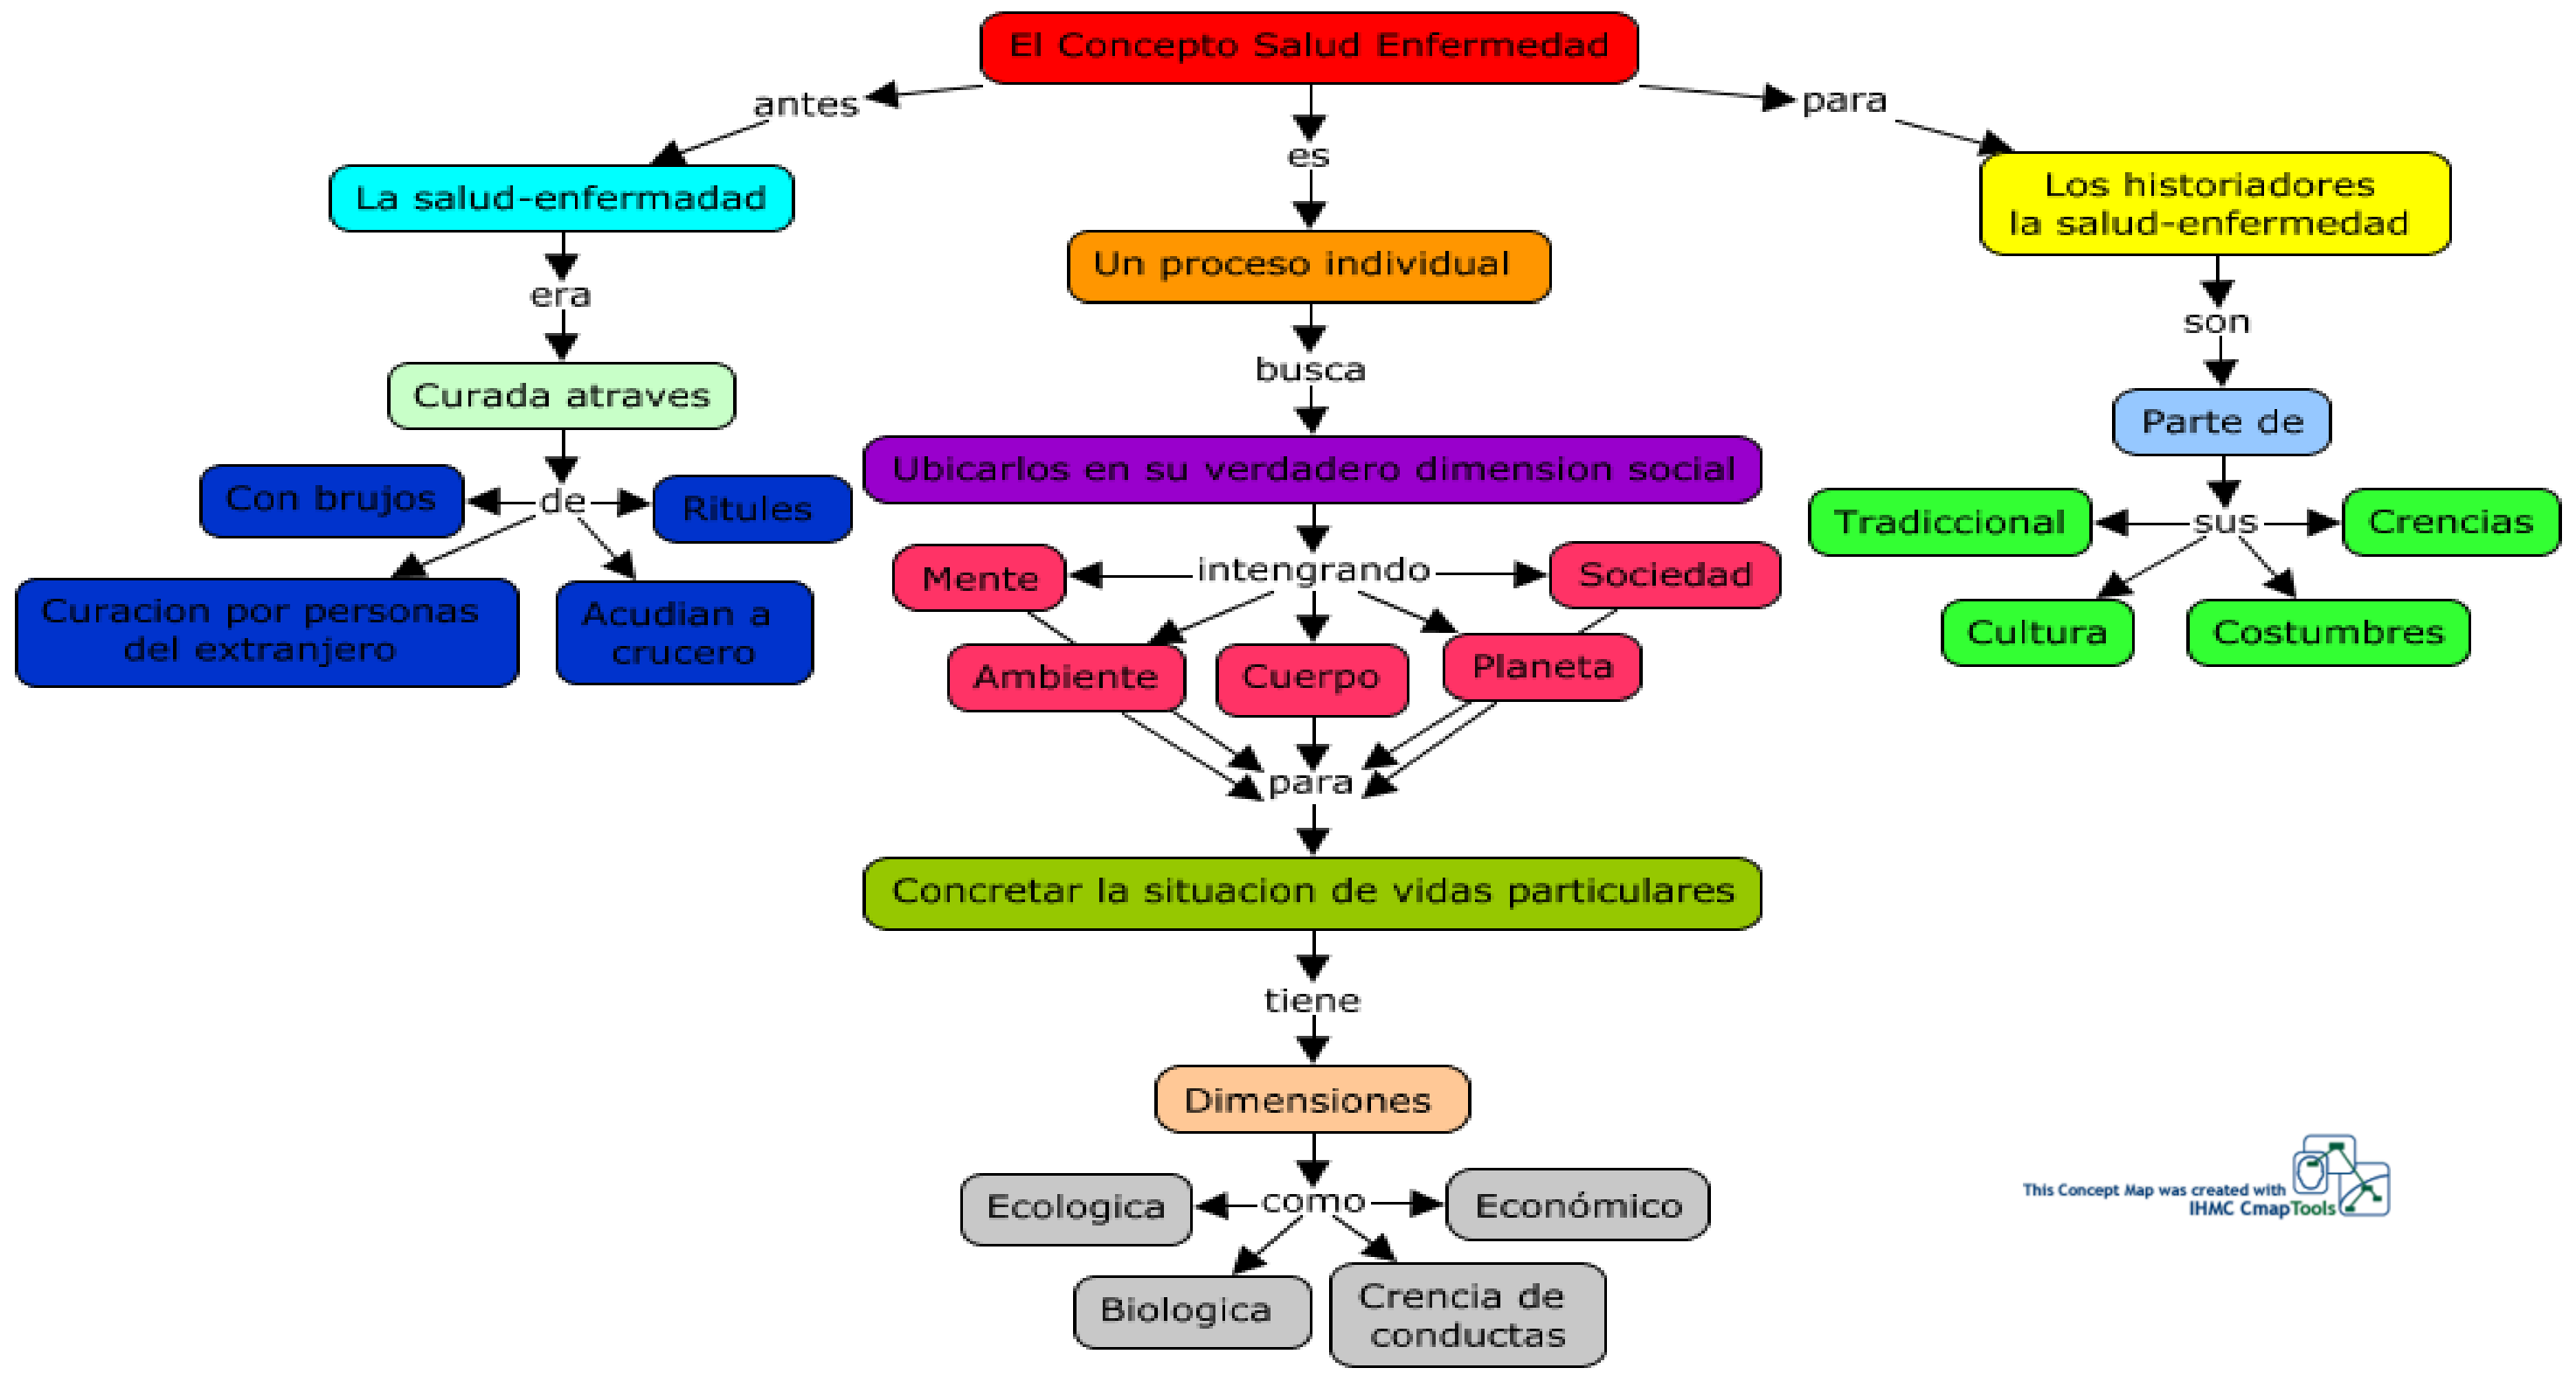 El Concepto Salud Enfermedad
antes
es
para
La salud-enfermadad
Un proceso individual
Los historiadores
la salud-enfermedad
era
busca
son
Curada atraves
Ubicarlos en su verdadero dimension social
Parte de
de
Con brujos
Ritules
Curacion por personas
del extranjero
Acudian a
crucero
intengrando
Mente
Sociedad
Ambiente
Cuerpo
Planeta
sus
Tradiccional
Crencias
Cultura
Costumbres
para
Concretar la situacion de vidas particulares
tiene
Dimensiones
como
Ecologica
Económico
Biologica
Crencia de
conductas
This Concept Map was created with
IHMC CmapTools